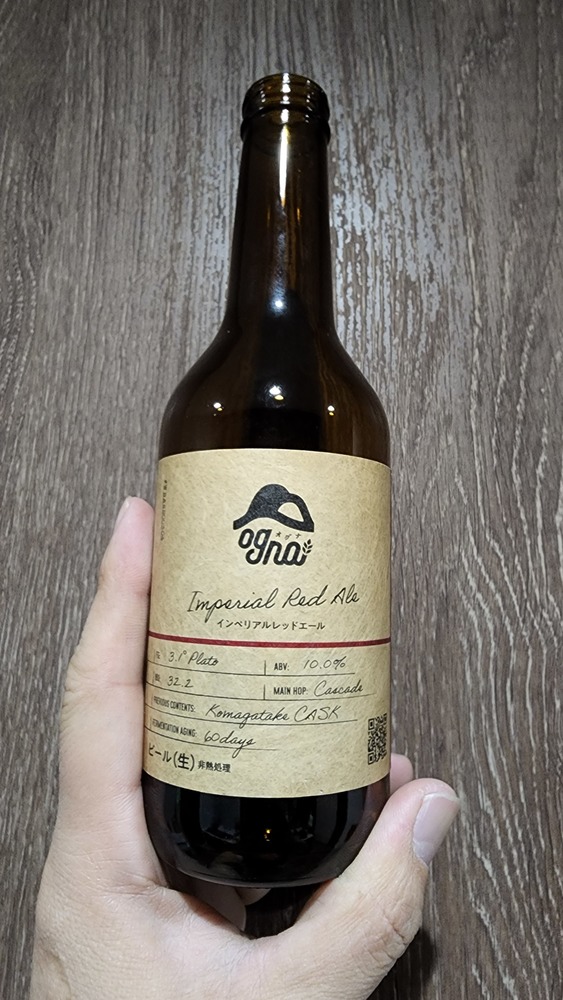 オグナ
ogna
Imperial Red Ale
インペリアルレッドエール
3.1° Plato
ABV: 10.0%
32.2
MAIN HOP: Cascade
PREVIOUS CONTENTS: Komagatake CASK
FERMENTATION AGING: 60days
ビール(生)非熱処理